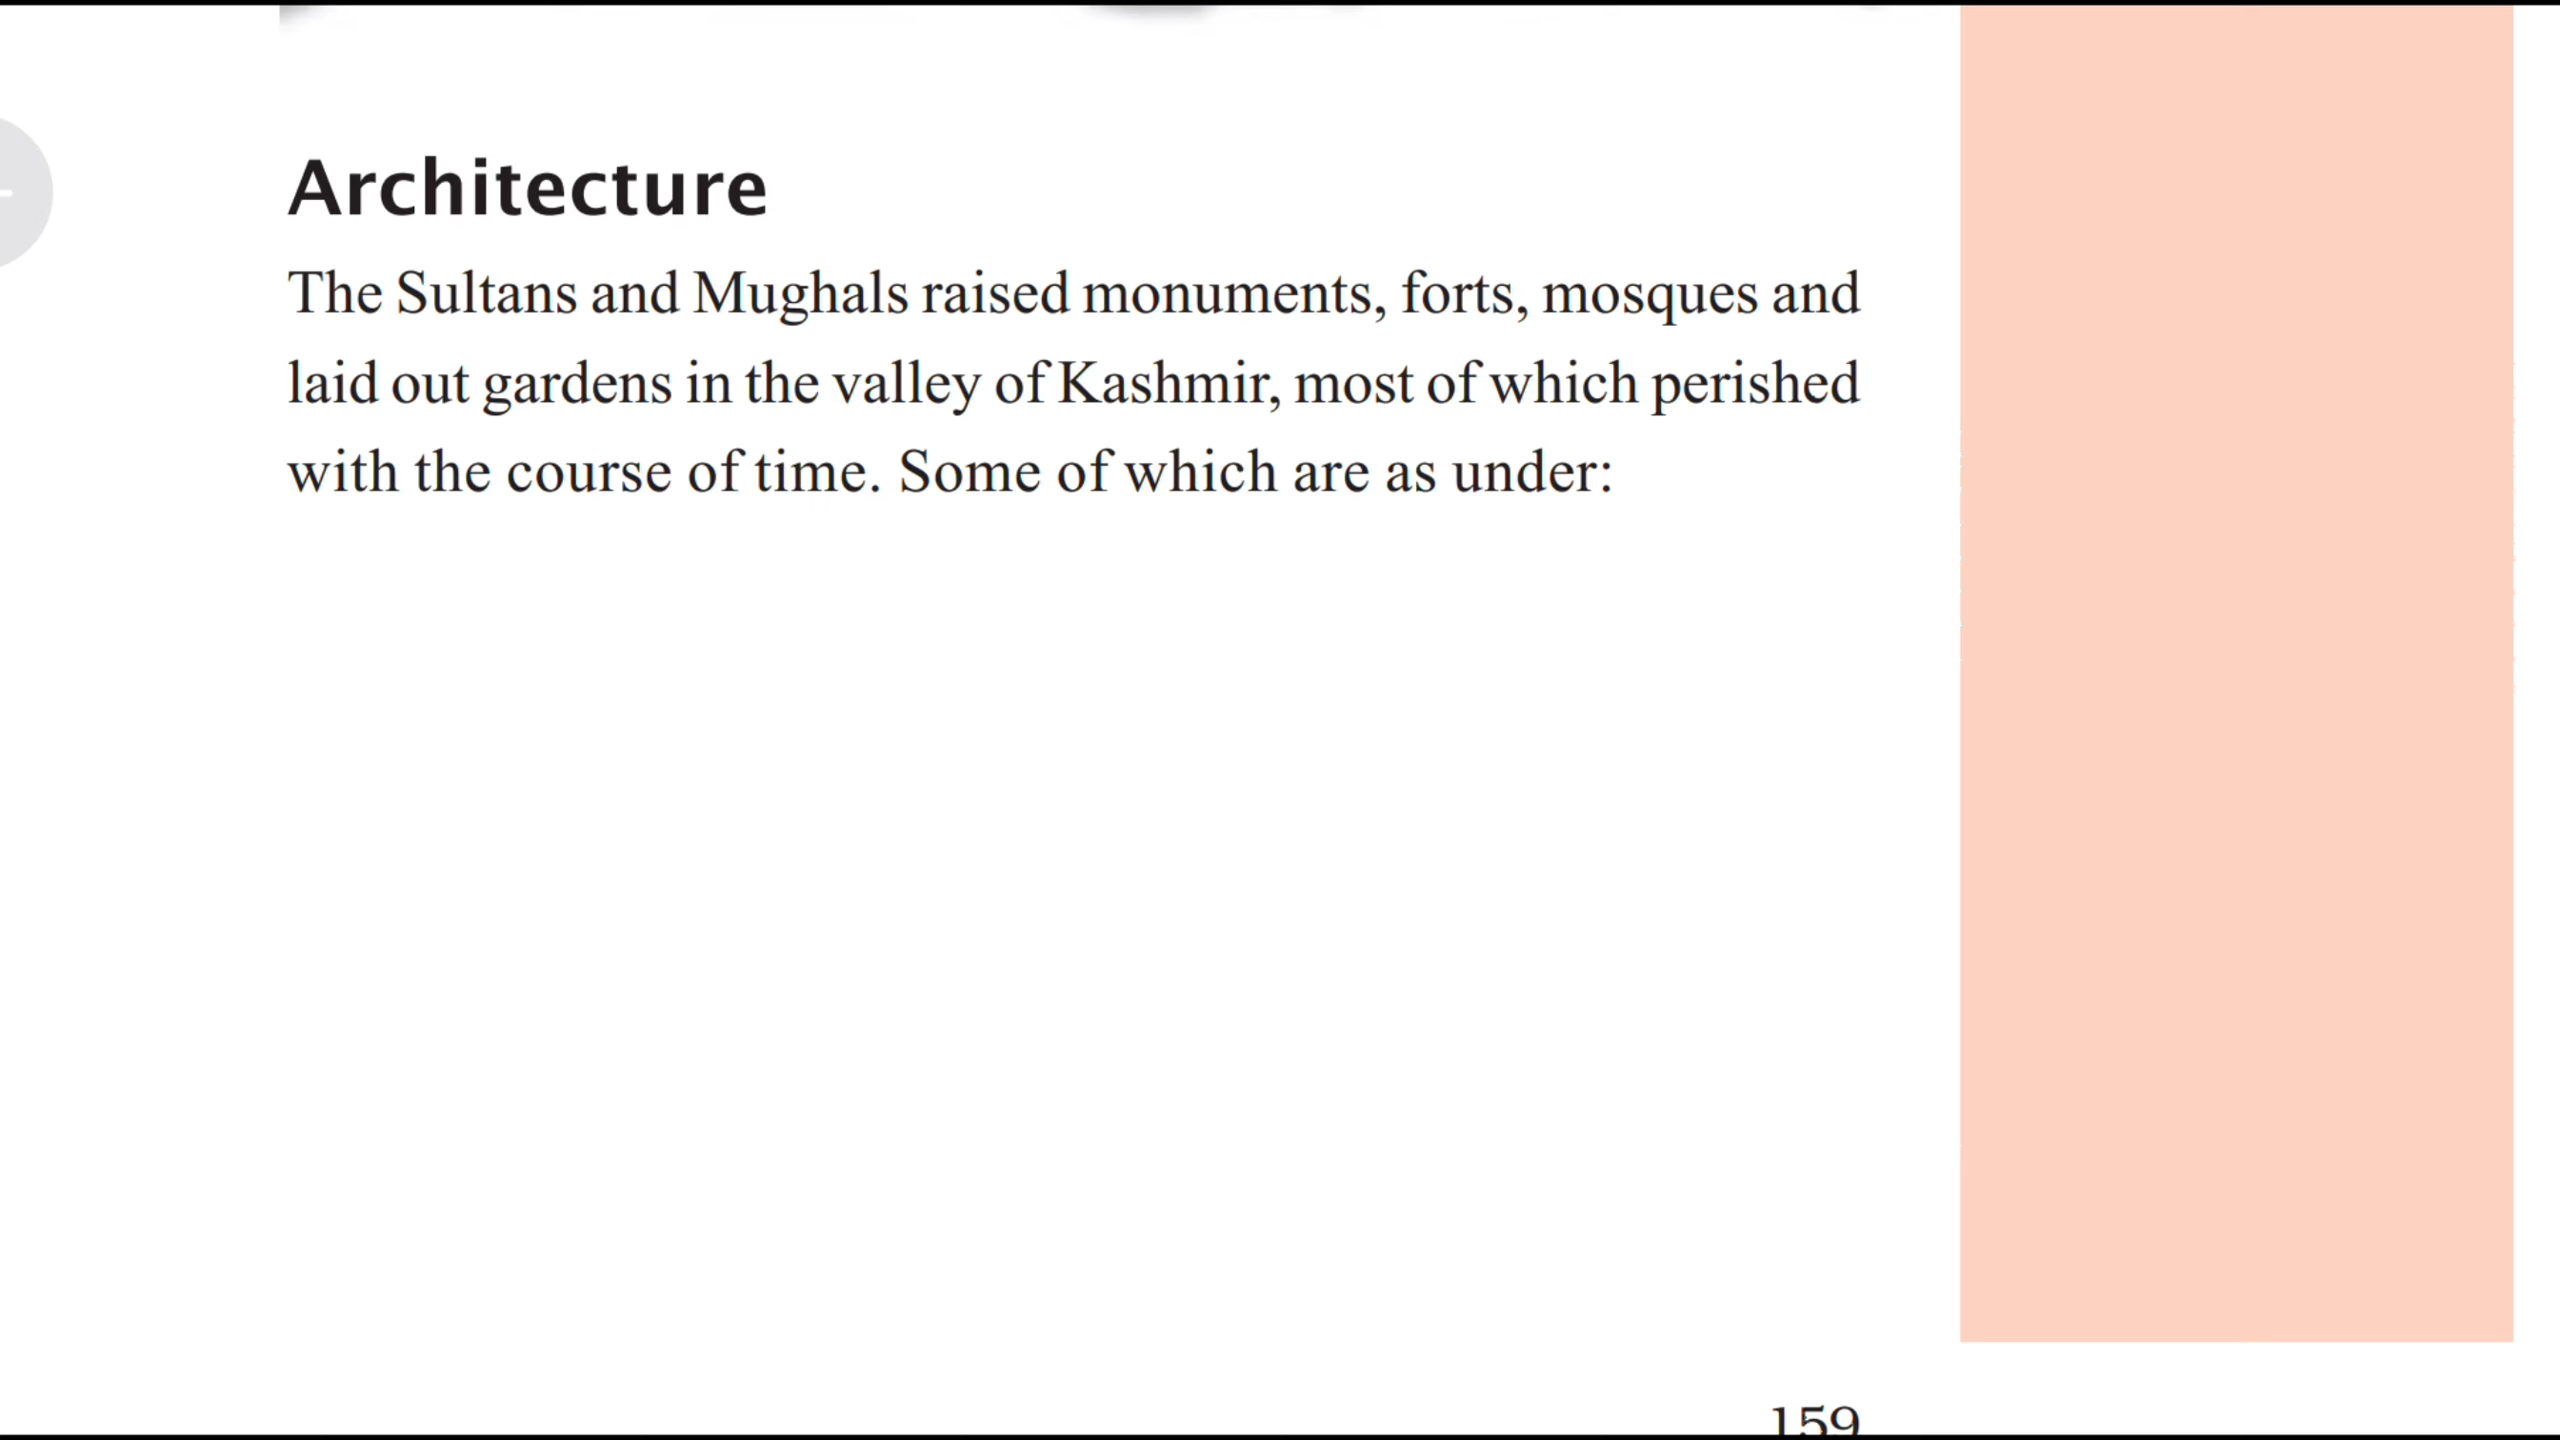 Architecture
The Sultans and Mughals raised monuments, forts, mosques and
laid out gardens in the valley of Kashmir, most of which perished
with the course of time. Some of which are as under:
159